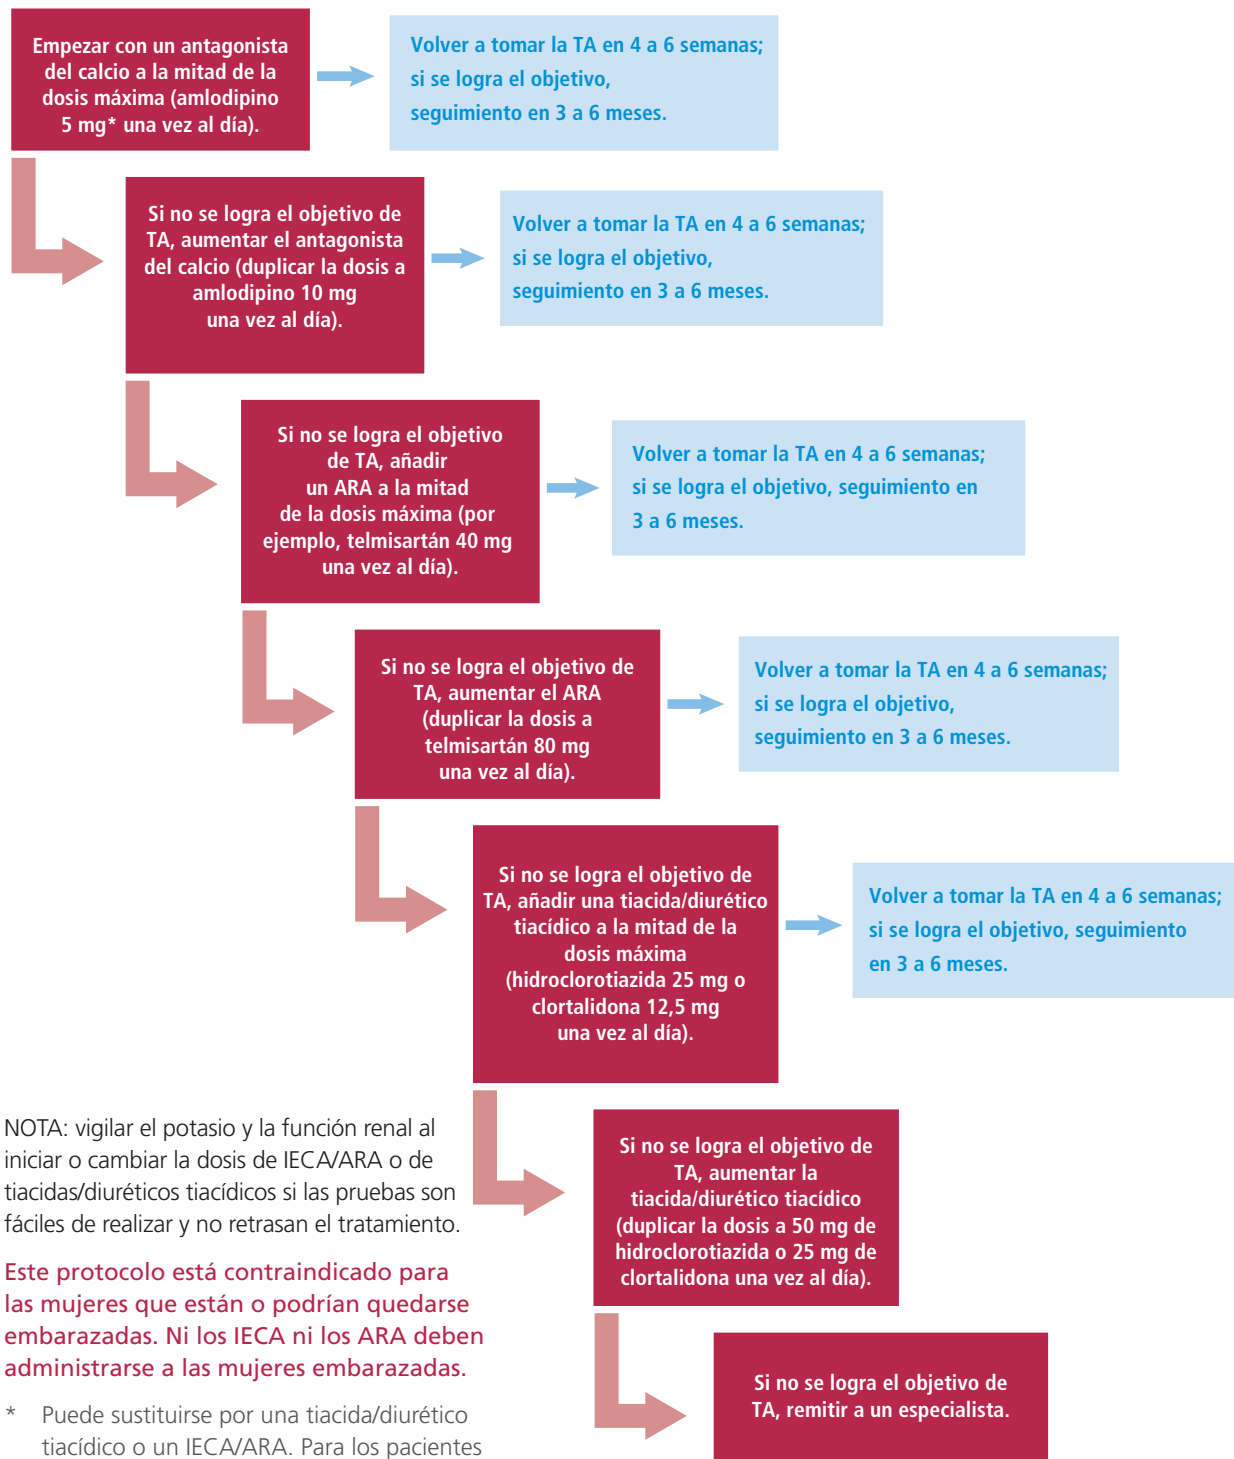 Empezar con un antagonista
del calcio a la mitad de la
dosis máxima (amlodipino
5 mg* una vez al día).
Volver a tomar la TA en 4 a 6 semanas;
si se logra el objetivo,
seguimiento en 3 a 6 meses.
Si no se logra el objetivo de
TA, aumentar el antagonista
del calcio (duplicar la dosis a
amlodipino 10 mg
una vez al día).
Volver a tomar la TA en 4 a 6 semanas;
si se logra el objetivo,
seguimiento en 3 a 6 meses.
Si no se logra el objetivo
de TA, añadir
un ARA a la mitad
de la dosis máxima (por
ejemplo, telmisartán 40 mg
una vez al día).
Volver a tomar la TA en 4 a 6 semanas;
si se logra el objetivo, seguimiento en
3 a 6 meses.
Si no se logra el objetivo de
TA, aumentar el ARA
(duplicar la dosis a
telmisartán 80 mg
una vez al día).
Volver a tomar la TA en 4 a 6 semanas;
si se logra el objetivo,
seguimiento en 3 a 6 meses.
Si no se logra el objetivo de
TA, añadir una tiacida/diurético
tiacídico a la mitad de la
dosis máxima
(hidroclorotiazida 25 mg o
clortalidona 12,5 mg
una vez al día).
Volver a tomar la TA en 4 a 6 semanas;
si se logra el objetivo, seguimiento
en 3 a 6 meses.
Si no se logra el objetivo de
TA, aumentar la
tiacida/diurético tiacídico
(duplicar la dosis a 50 mg de
hidroclorotiazida o 25 mg de
clortalidona una vez al día).
Si no se logra el objetivo de
TA, remitir a un especialista.
NOTA: vigilar el potasio y la función renal al
iniciar o cambiar la dosis de IECA/ARA o de
tiacidas/diuréticos tiacídicos si las pruebas son
fáciles de realizar y no retrasan el tratamiento.
Este protocolo está contraindicado para
las mujeres que están o podrían quedarse
embarazadas. Ni los IECA ni los ARA deben
administrarse a las mujeres embarazadas.
* Puede sustituirse por una tiacida/diurético
tiacídico o un IECA/ARA. Para los pacientes